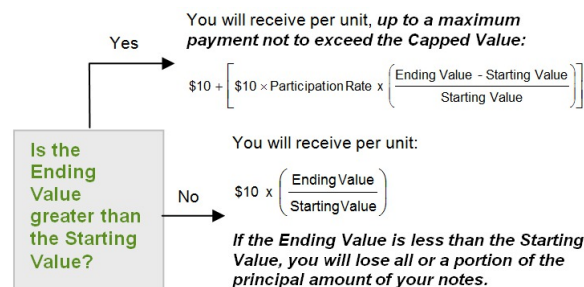 You will receive per unit, up to a maximum
payment not to exceed the Capped Value:
Yes
$10 + [ $10 × Participation Rate x ( Ending Value - Starting Value / Starting Value ) ]
Is the
Ending
Value
greater than
the Starting
Value?
No
You will receive per unit:
$10 x ( Ending Value / Starting Value )
If the Ending Value is less than the Starting
Value, you will lose all or a portion of the
principal amount of your notes.